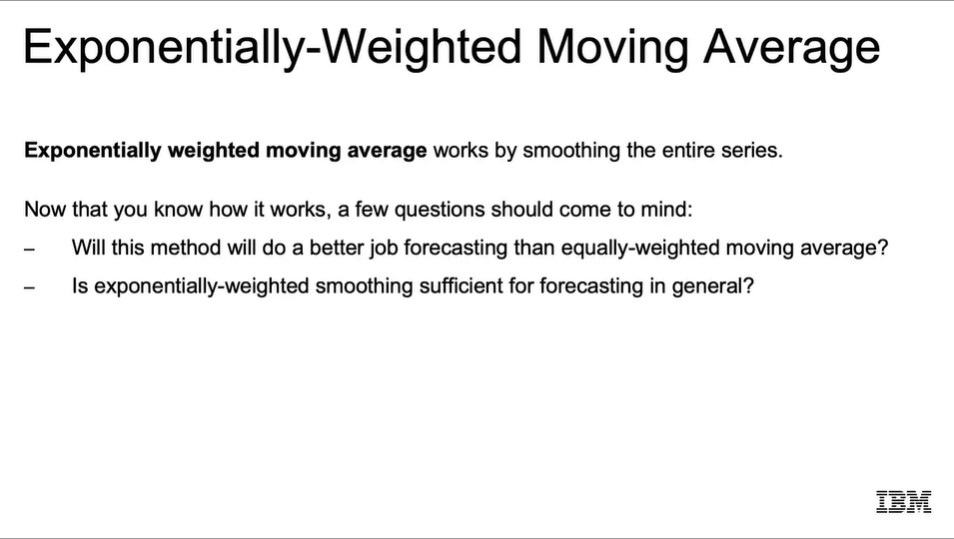 Exponentially-Weighted Moving Average
Exponentially weighted moving average works by smoothing the entire series.
Now that you know how it works, a few questions should come to mind:
– Will this method will do a better job forecasting than equally-weighted moving average?
– Is exponentially-weighted smoothing sufficient for forecasting in general?
IBM